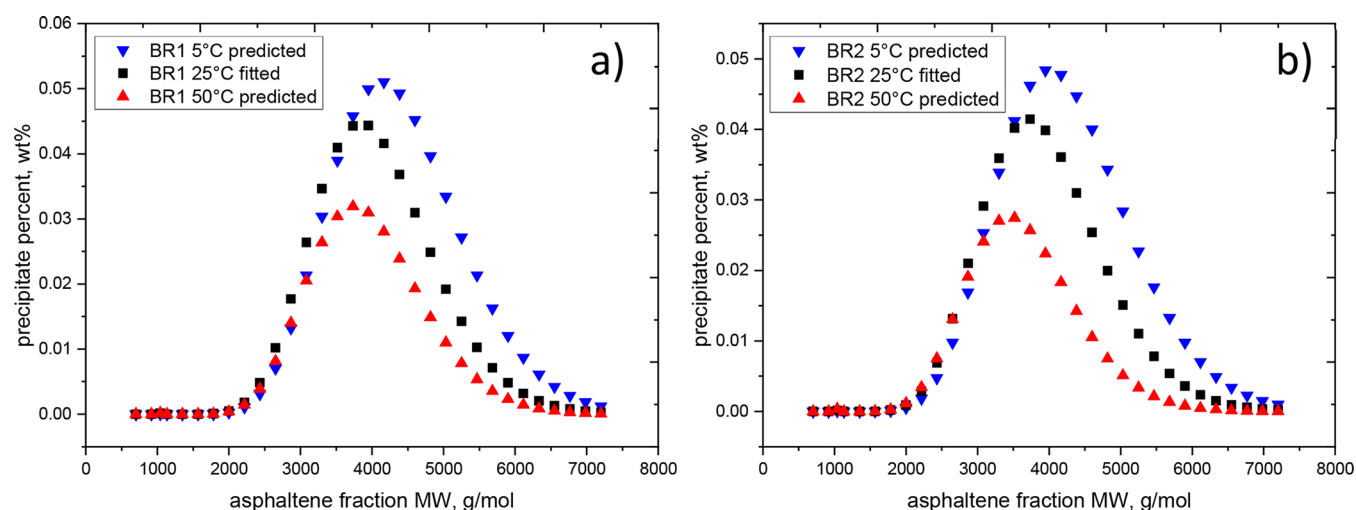 a)
BR1 5°C predicted
BR1 25°C fitted
BR1 50°C predicted
precipitate percent, wt%
0.06
0.05
0.04
0.03
0.02
0.01
0.00
0 1000 2000 3000 4000 5000 6000 7000 8000
asphaltene fraction MW, g/mol
b)
BR2 5°C predicted
BR2 25°C fitted
BR2 50°C predicted
precipitate percent, wt%
0.05
0.04
0.03
0.02
0.01
0.00
0 1000 2000 3000 4000 5000 6000 7000 8000
asphaltene fraction MW, g/mol